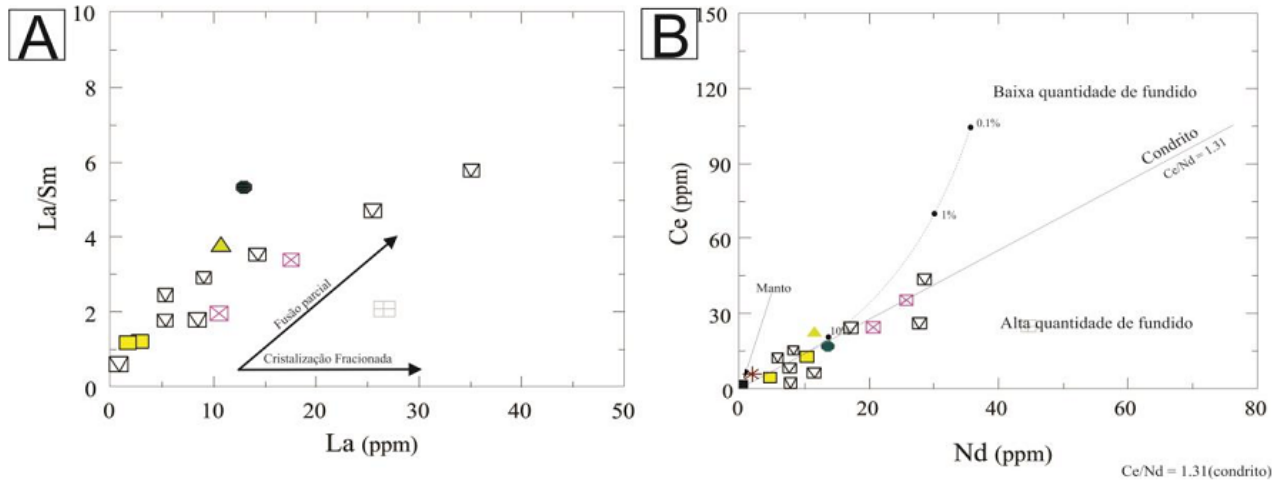 A
10
8
6
4
2
0
La/Sm
Fusão parcial
Cristalização Fracionada
0
10
20
30
40
50
La (ppm)
B
150
120
90
60
30
0
Ce (ppm)
Baixa quantidade de fundido
0.1%
Condrito
Ce/Nd = 1.31
1%
Manto
10%
Alta quantidade de fundido
0
20
40
60
80
Nd (ppm)
Ce/Nd = 1.31(condrito)